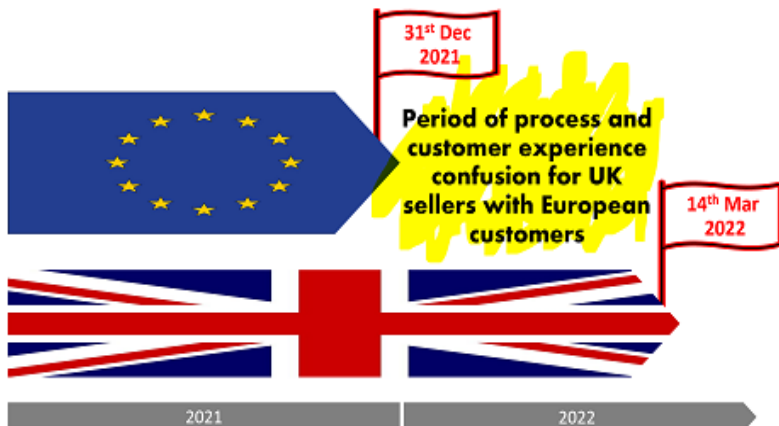 31st Dec
2021
Period of process and
customer experience
confusion for UK
sellers with European
customers
14th Mar
2022
2021
2022